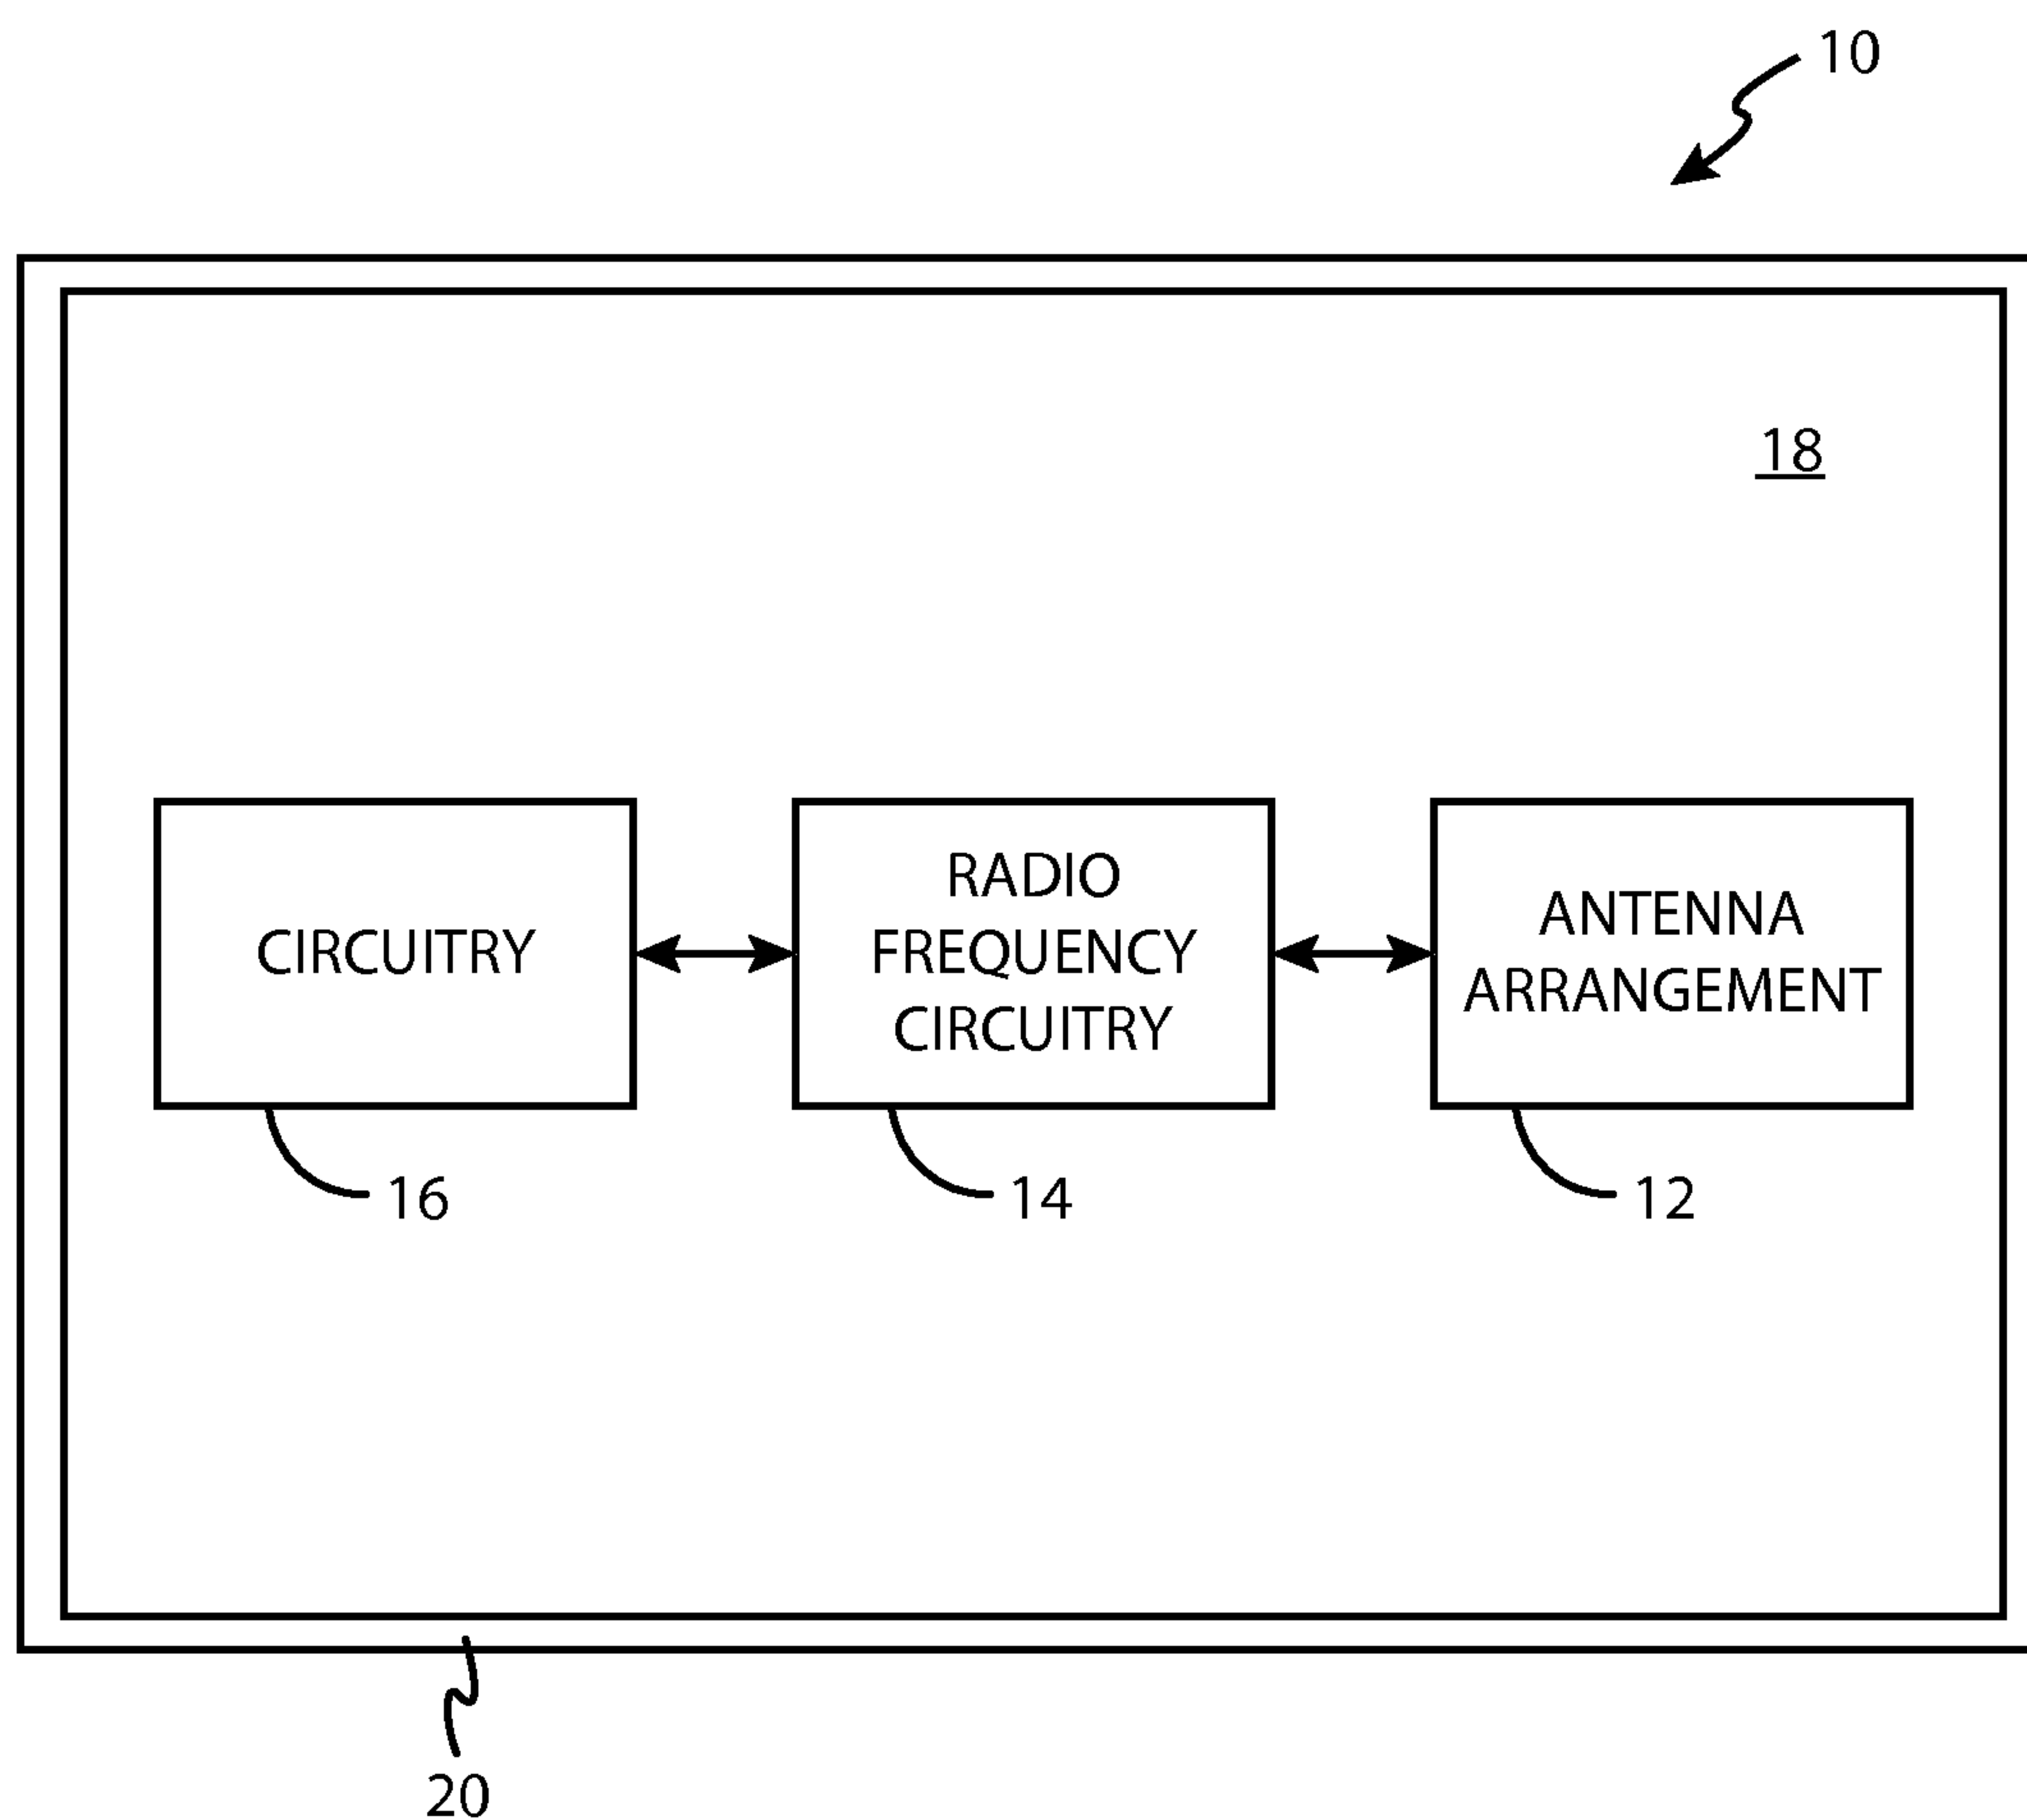 10
18
CIRCUITRY
RADIO
FREQUENCY
CIRCUITRY
ANTENNA
ARRANGEMENT
16
14
12
20